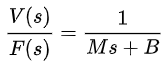 V(s)/F(s) = 1/(Ms + B)